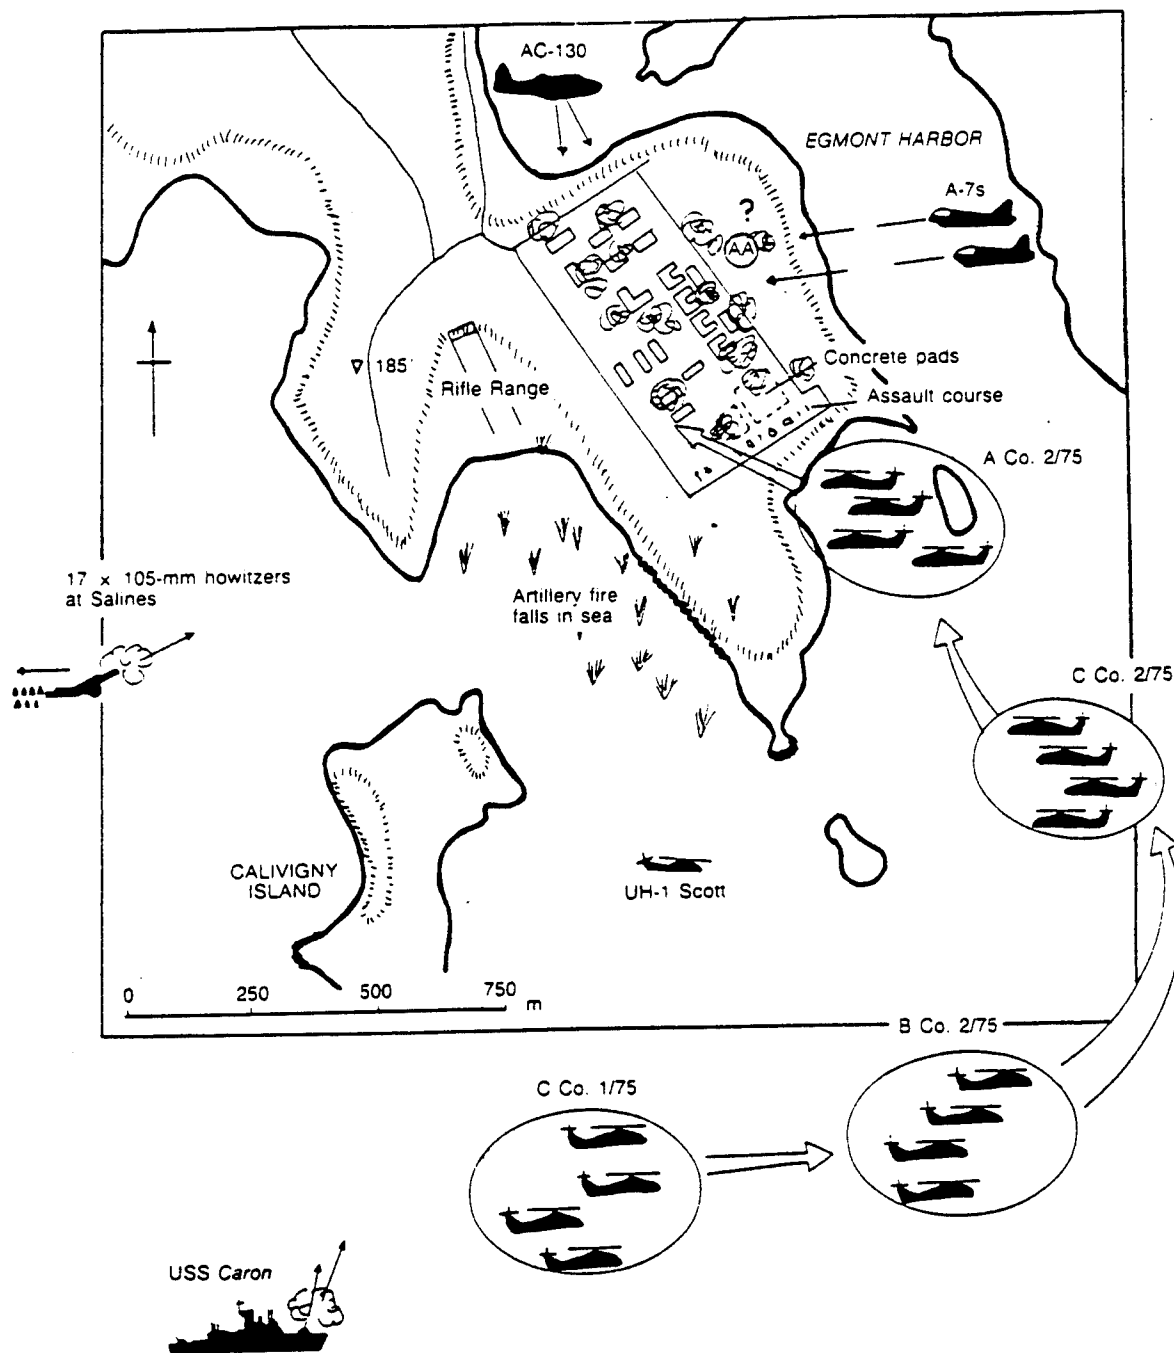 AC-130
EGMONT HARBOR
A-7s
?
AA
185'
Rifle Range
Concrete pads
Assault course
A Co. 2/75
17 × 105-mm howitzers
at Salines
Artillery fire
falls in sea
C Co. 2/75
CALIVIGNY
ISLAND
UH-1 Scott
0 250 500 750 m
B Co. 2/75
C Co. 1/75
USS Caron